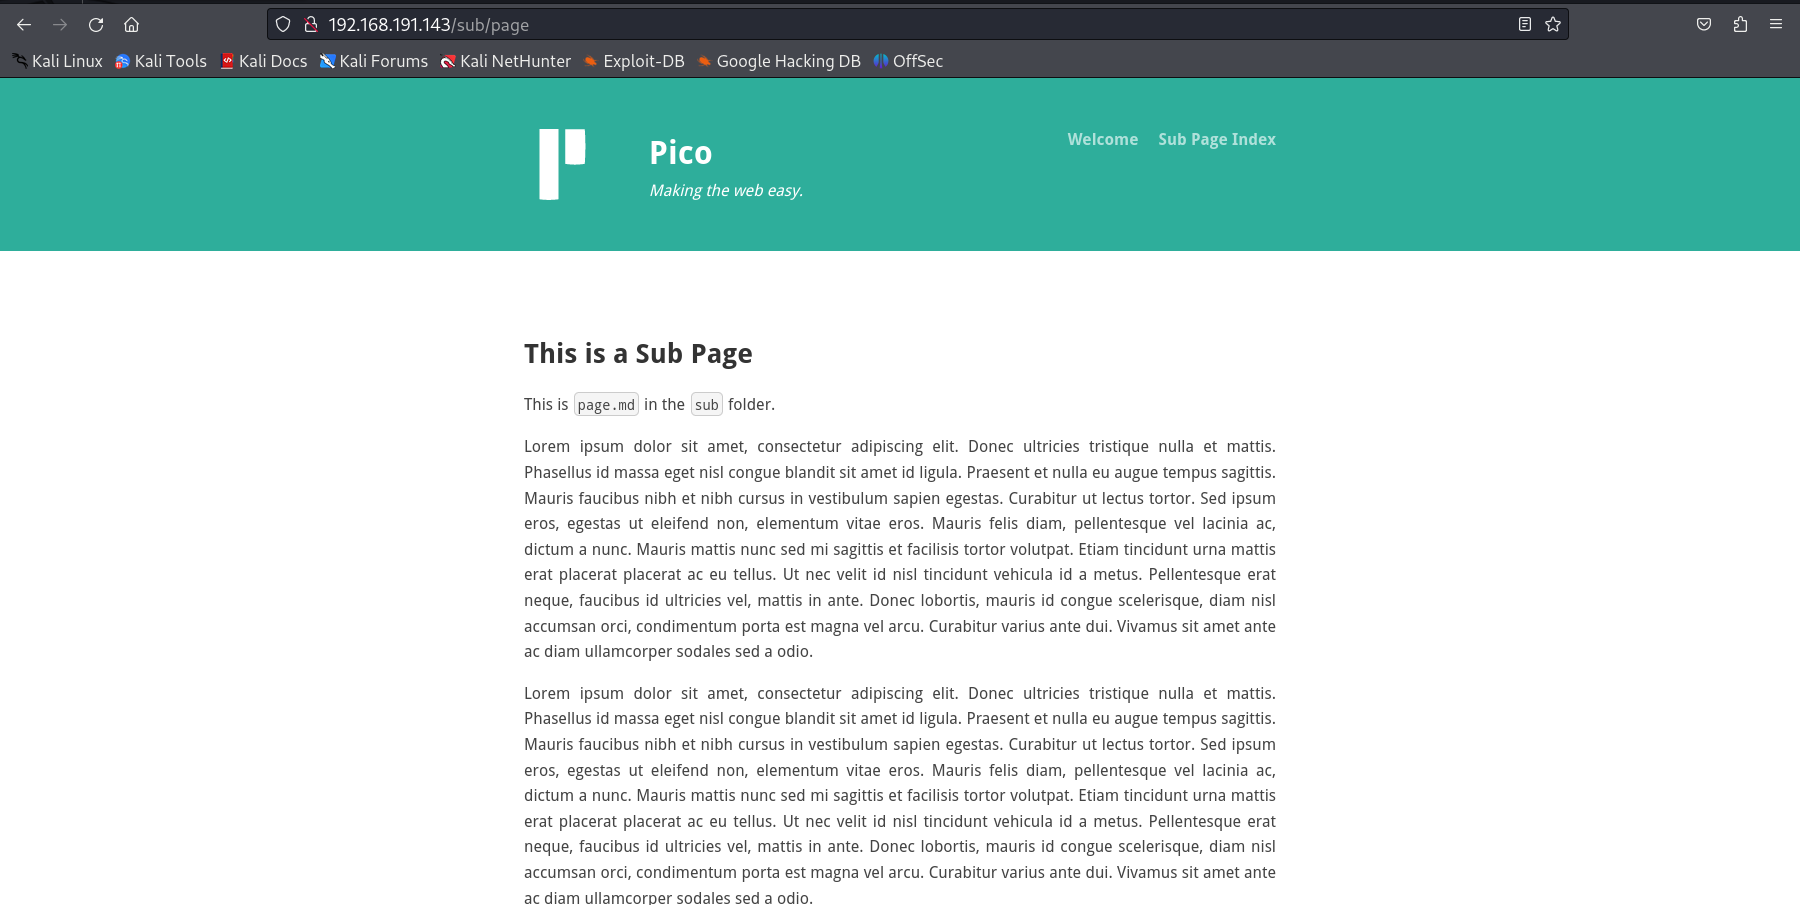 192.168.191.143/sub/page
Kali Linux Kali Tools Kali Docs Kali Forums Kali NetHunter Exploit-DB Google Hacking DB OffSec
Pico
Making the web easy.
Welcome Sub Page Index
This is a Sub Page
This is page.md in the sub folder.
Lorem ipsum dolor sit amet, consectetur adipiscing elit. Donec ultricies tristique nulla et mattis.
Phasellus id massa eget nisl congue blandit sit amet id ligula. Praesent et nulla eu augue tempus sagittis.
Mauris faucibus nibh et nibh cursus in vestibulum sapien egestas. Curabitur ut lectus tortor. Sed ipsum
eros, egestas ut eleifend non, elementum vitae eros. Mauris felis diam, pellentesque vel lacinia ac,
dictum a nunc. Mauris mattis nunc sed mi sagittis et facilisis tortor volutpat. Etiam tincidunt urna mattis
erat placerat placerat ac eu tellus. Ut nec velit id nisl tincidunt vehicula id a metus. Pellentesque erat
neque, faucibus id ultricies vel, mattis in ante. Donec lobortis, mauris id congue scelerisque, diam nisl
accumsan orci, condimentum porta est magna vel arcu. Curabitur varius ante dui. Vivamus sit amet ante
ac diam ullamcorper sodales sed a odio.
Lorem ipsum dolor sit amet, consectetur adipiscing elit. Donec ultricies tristique nulla et mattis.
Phasellus id massa eget nisl congue blandit sit amet id ligula. Praesent et nulla eu augue tempus sagittis.
Mauris faucibus nibh et nibh cursus in vestibulum sapien egestas. Curabitur ut lectus tortor. Sed ipsum
eros, egestas ut eleifend non, elementum vitae eros. Mauris felis diam, pellentesque vel lacinia ac,
dictum a nunc. Mauris mattis nunc sed mi sagittis et facilisis tortor volutpat. Etiam tincidunt urna mattis
erat placerat placerat ac eu tellus. Ut nec velit id nisl tincidunt vehicula id a metus. Pellentesque erat
neque, faucibus id ultricies vel, mattis in ante. Donec lobortis, mauris id congue scelerisque, diam nisl
accumsan orci, condimentum porta est magna vel arcu. Curabitur varius ante dui. Vivamus sit amet ante
ac diam ullamcorper sodales sed a odio.